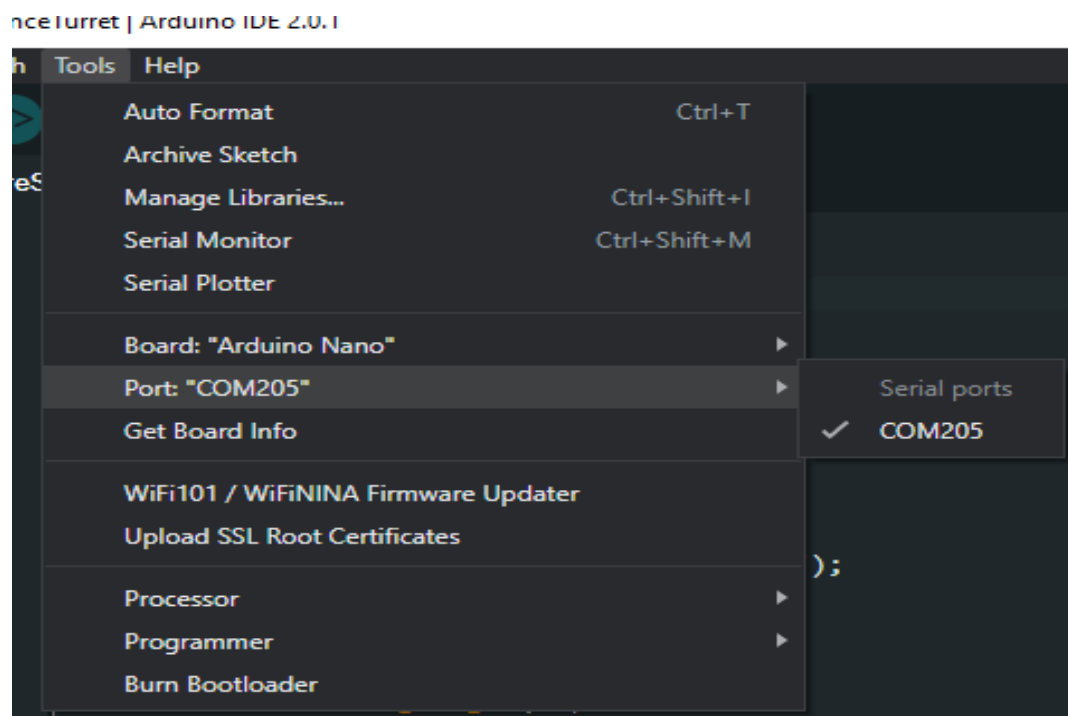 nceTurret | Arduino IDE 2.0.1
h Tools Help
Auto Format Ctrl+T
Archive Sketch
eS
Manage Libraries... Ctrl+Shift+I
Serial Monitor Ctrl+Shift+M
Serial Plotter
Board: "Arduino Nano"
Port: "COM205"
Serial ports
Get Board Info
COM205
WiFi101 / WiFiNINA Firmware Updater
Upload SSL Root Certificates
);
Processor
Programmer
Burn Bootloader